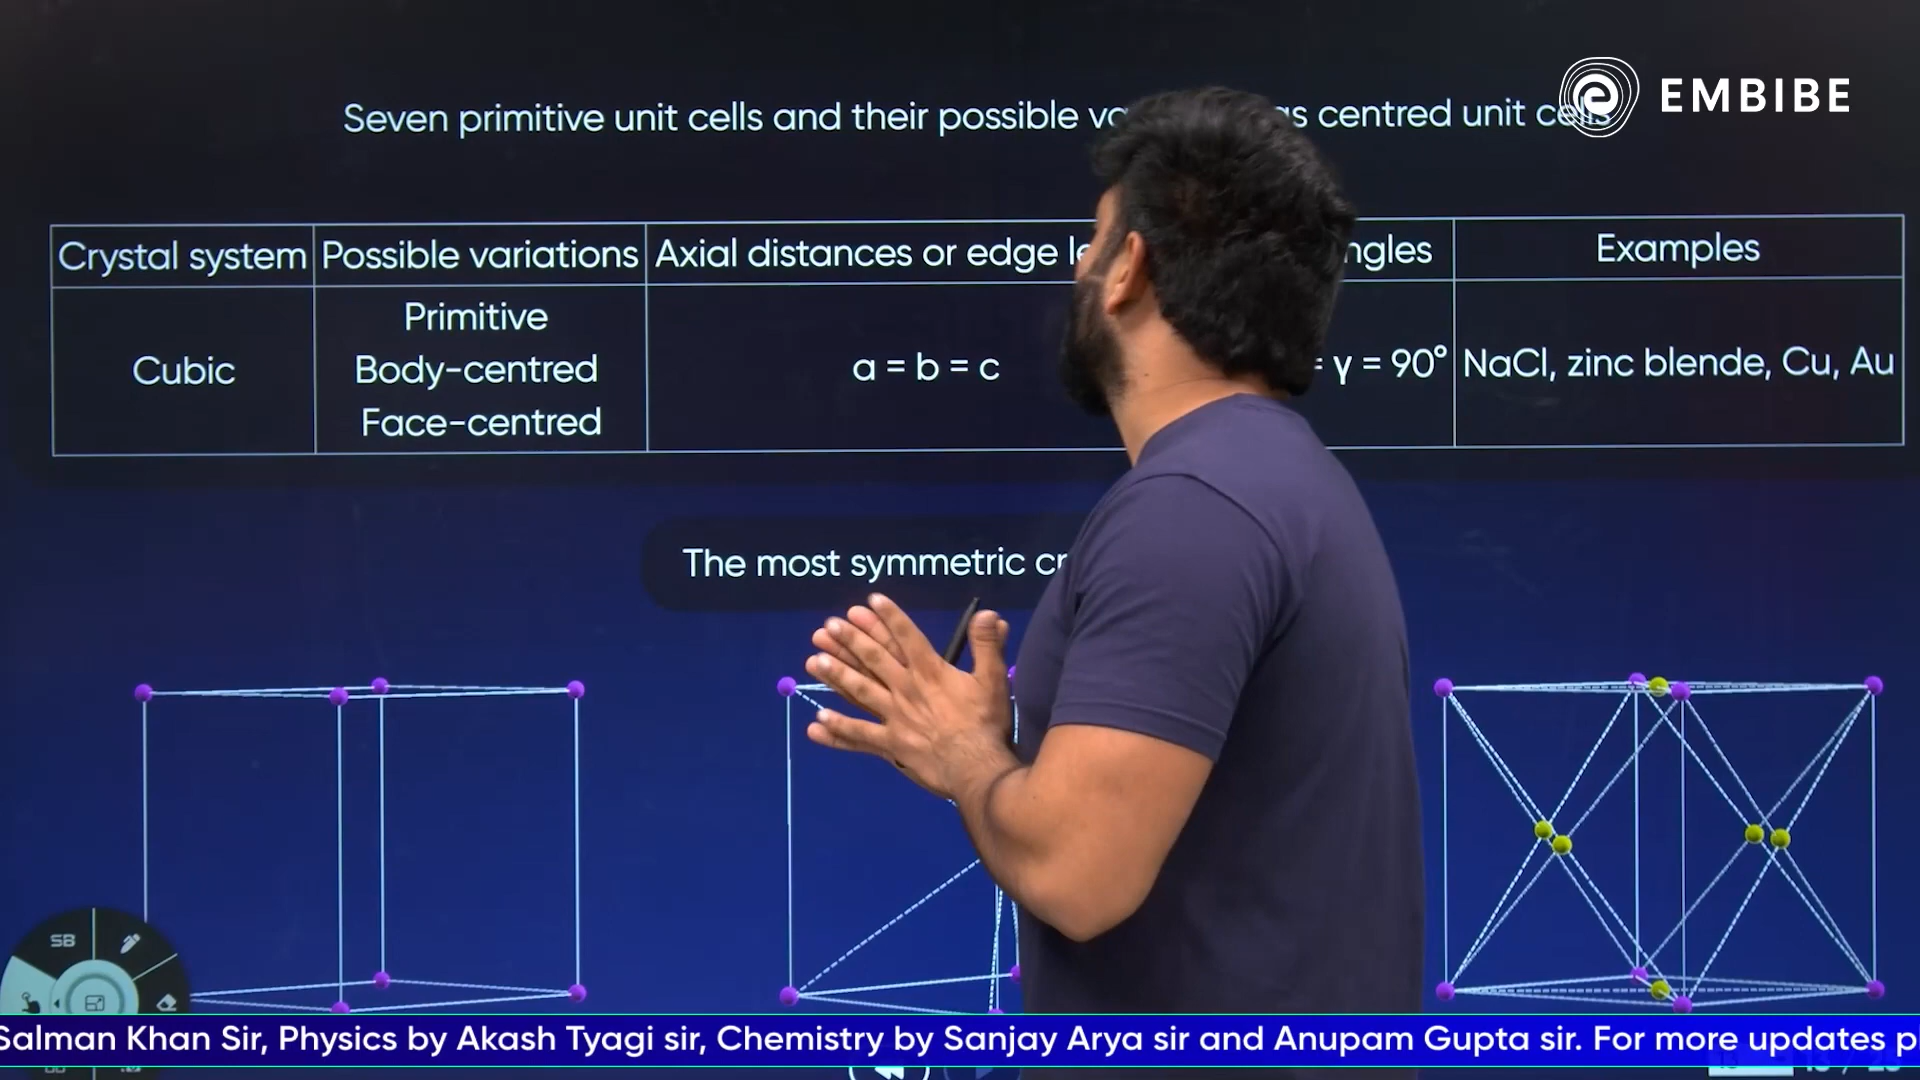 EMBIBE
Seven primitive unit cells and their possible as centred unit cells
Crystal system Possible variations Axial distances or edge Examples
Primitive
Cubic Body-centred a = b = c = γ = 90° NaCl, zinc blende, Cu, Au
Face-centred
The most symmetric
SB
Salman Khan Sir, Physics by Akash Tyagi sir, Chemistry by Sanjay Arya sir and Anupam Gupta sir. For more updates